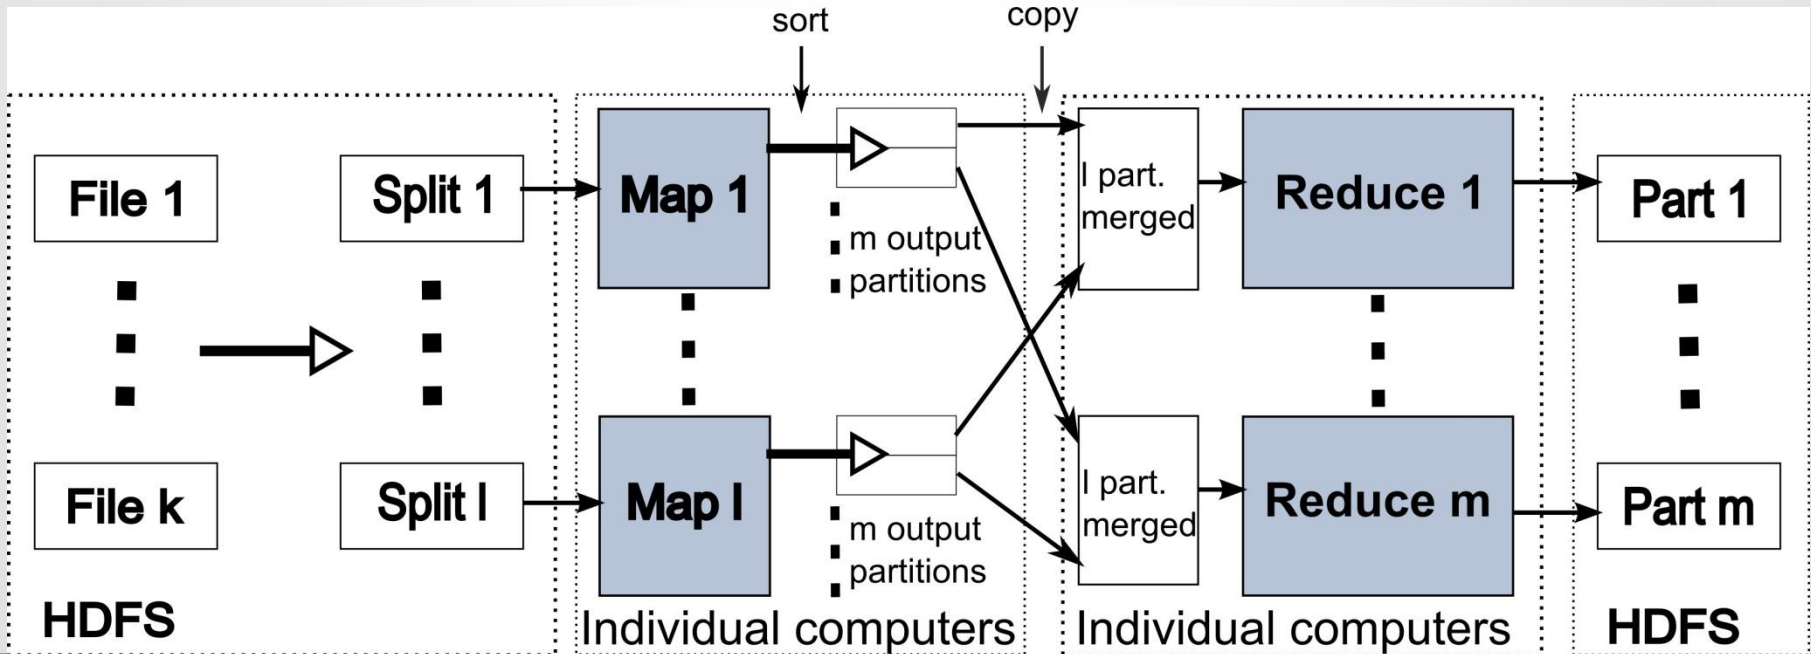 sort
copy
File 1
Split 1
Map 1
m output
partitions
l part.
merged
Reduce 1
Part 1
File k
Split l
Map l
m output
partitions
l part.
merged
Reduce m
Part m
HDFS
Individual computers
Individual computers
HDFS